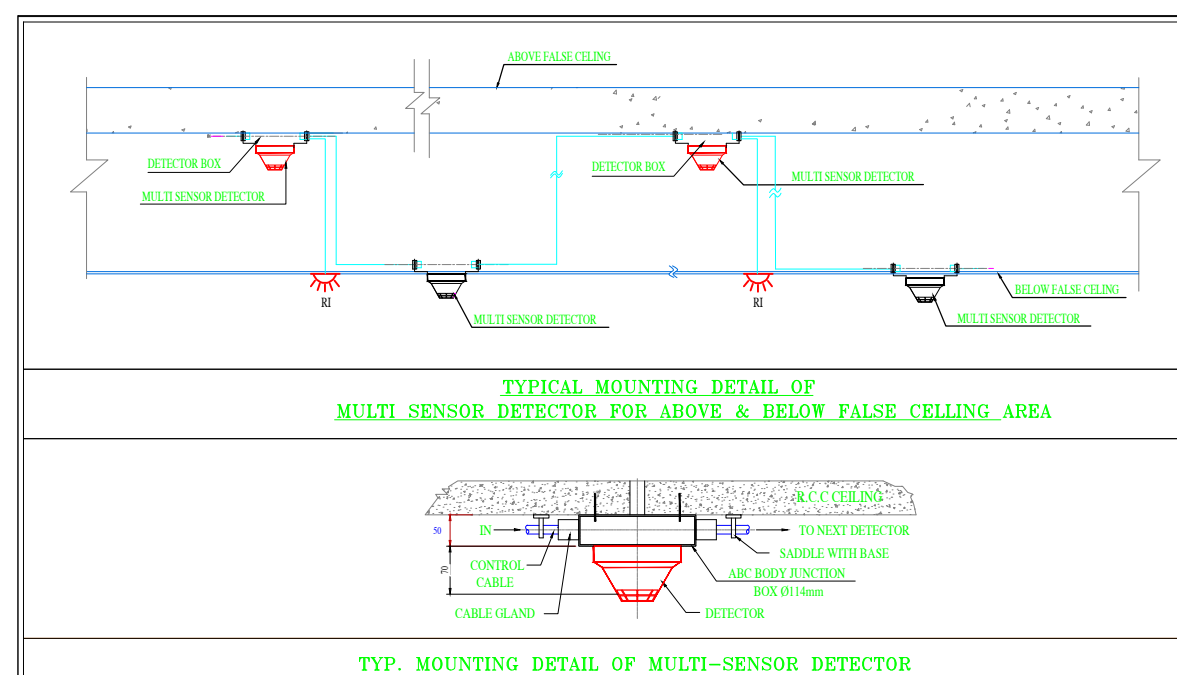 ABOVE FALSE CELING
DETECTOR BOX
MULTI SENSOR DETECTOR
DETECTOR BOX
MULTI SENSOR DETECTOR
RI
MULTI SENSOR DETECTOR
RI
BELOW FALSE CELING
MULTI SENSOR DETECTOR
TYPICAL MOUNTING DETAIL OF
MULTI SENSOR DETECTOR FOR ABOVE & BELOW FALSE CELLING AREA
R.C.C CEILING
50
IN
TO NEXT DETECTOR
SADDLE WITH BASE
70
CONTROL
CABLE
ABC BODY JUNCTION
BOX Ø114mm
CABLE GLAND
DETECTOR
TYP. MOUNTING DETAIL OF MULTI-SENSOR DETECTOR